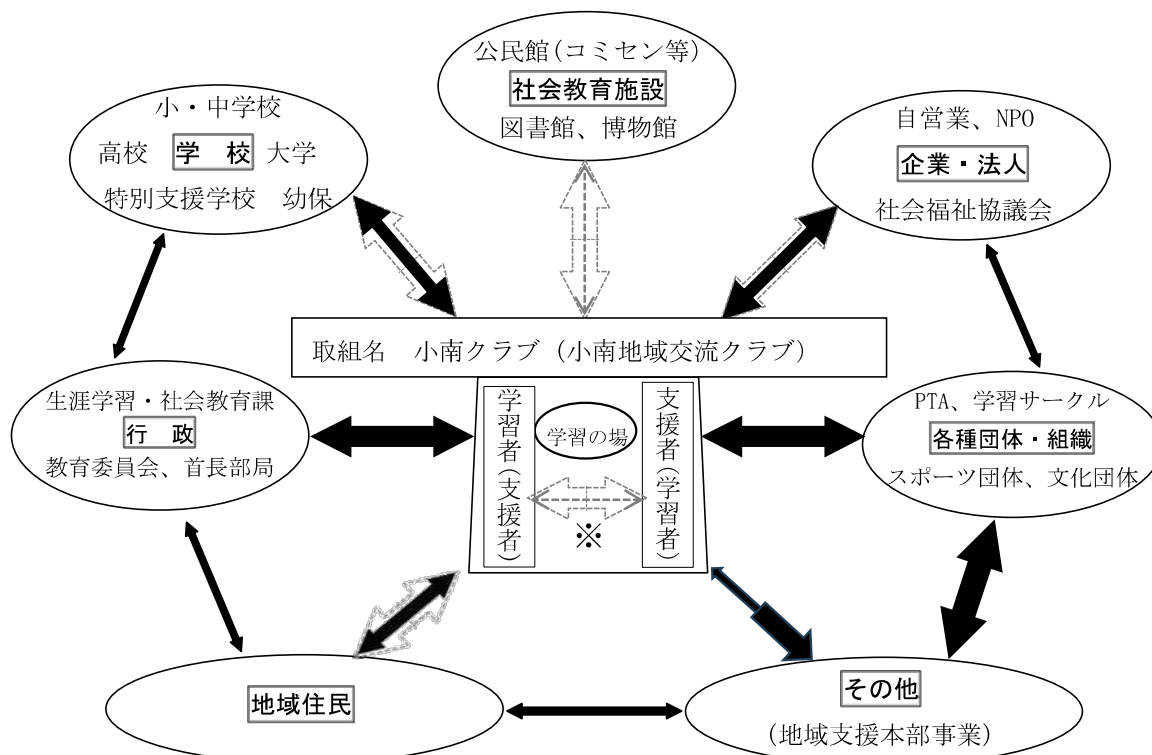 公民館(コミセン等)
社会教育施設
図書館、博物館
小・中学校
高校 学 校 大学
特別支援学校 幼保
自営業、NPO
企業・法人
社会福祉協議会
取組名 小南クラブ(小南地域交流クラブ)
生涯学習・社会教育課
行 政
教育委員会、首長部局
学習者(支援者)
学習の場
※
支援者(学習者)
PTA、学習サークル
各種団体・組織
スポーツ団体、文化団体
地域住民
その他
(地域支援本部事業)